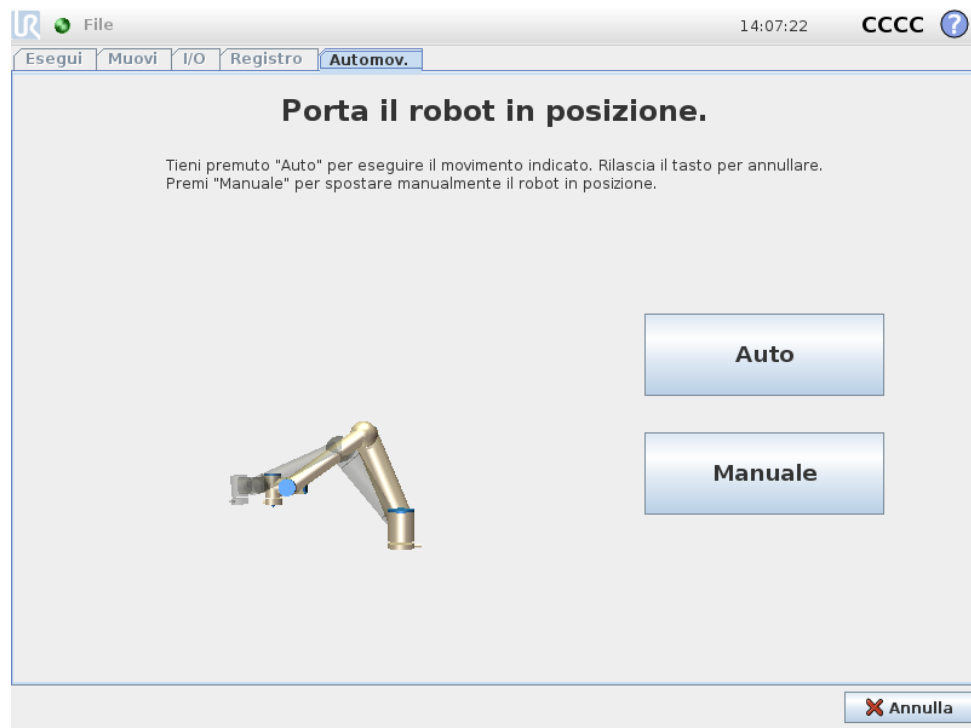 UR File 14:07:22 CCCC ?
Esegui Muovi I/O Registro Automov.
Porta il robot in posizione.
Tieni premuto "Auto" per eseguire il movimento indicato. Rilascia il tasto per annullare.
Premi "Manuale" per spostare manualmente il robot in posizione.
Auto
Manuale
Annulla